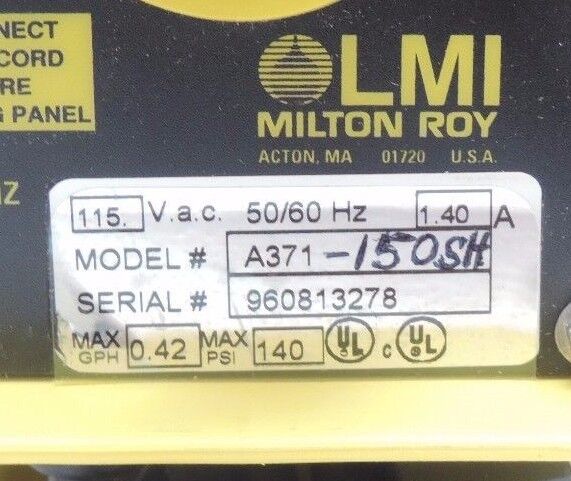 NNECT
CORD
RE
G PANEL
LMI
MILTON ROY
ACTON, MA 01720 U.S.A.
HZ
115. V.a.c. 50/60 Hz 1.40 A
MODEL # A371 -150SH
SERIAL # 960813278
MAX GPH 0.42 MAX PSI 140 UL c UL